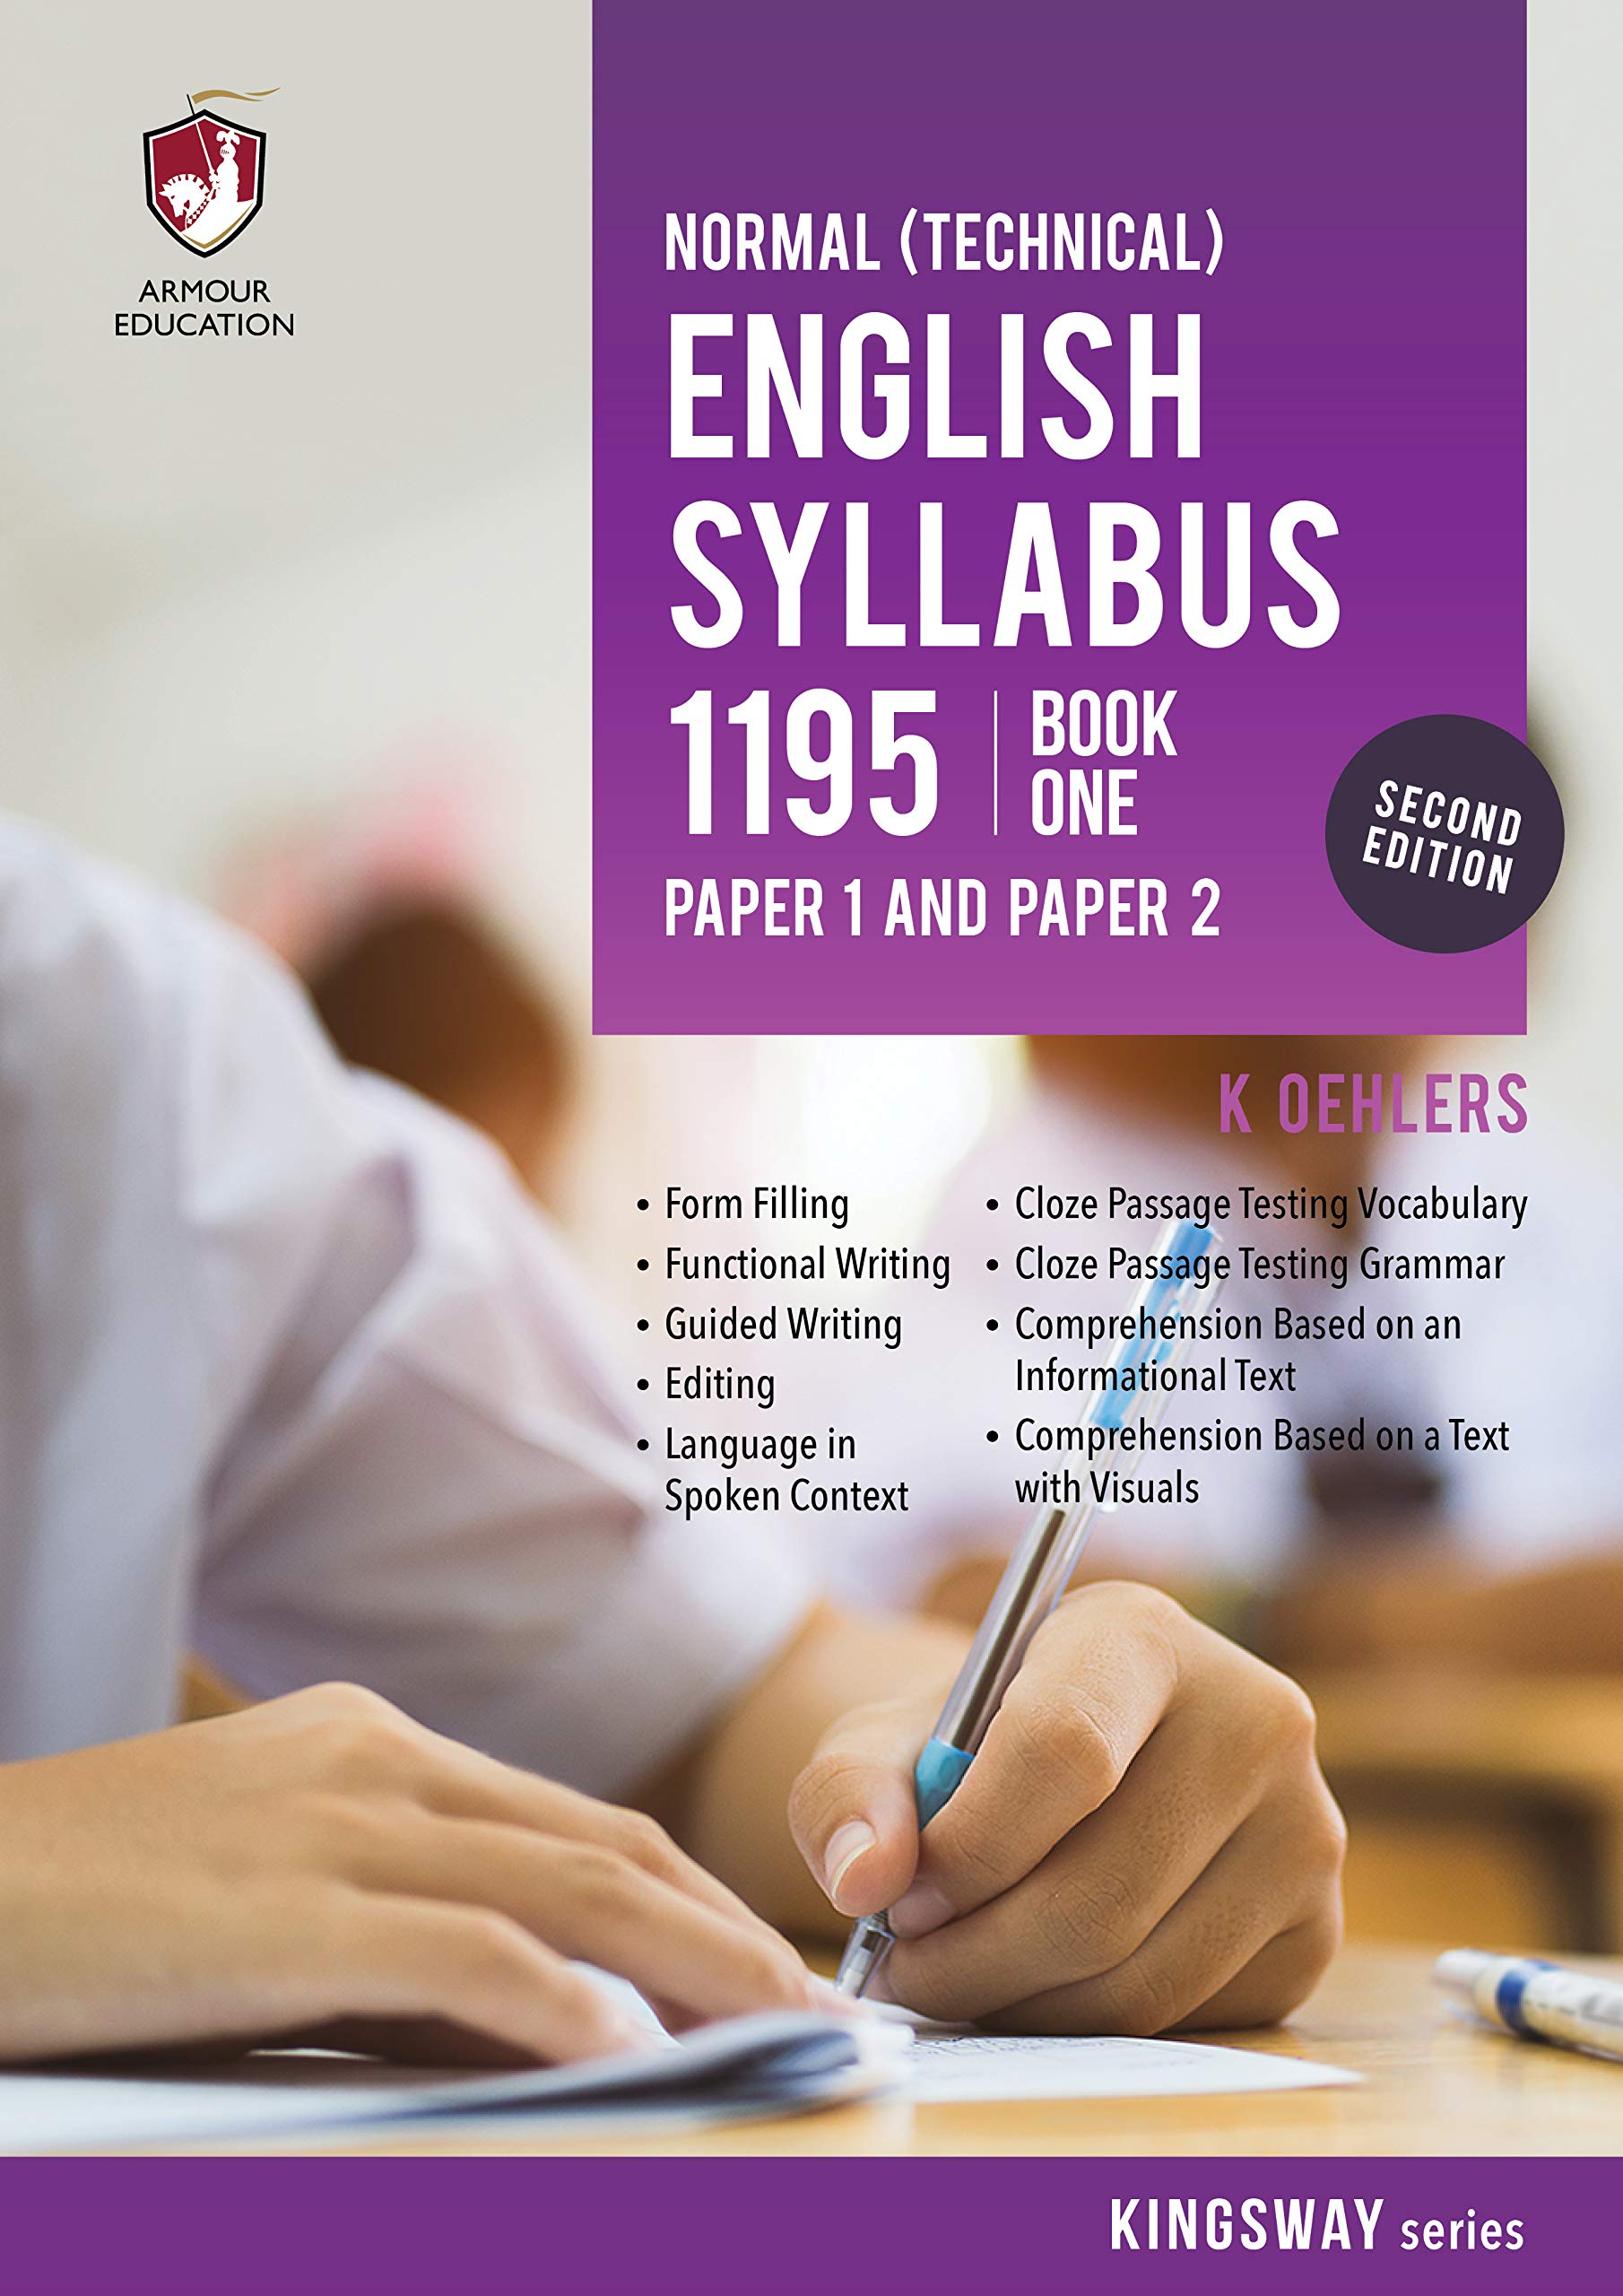 ARMOUR
EDUCATION
NORMAL (TECHNICAL)
ENGLISH
SYLLABUS
1195
BOOK
ONE
PAPER 1 AND PAPER 2
SECOND
EDITION
K OEHLERS
• Form Filling
• Functional Writing
• Guided Writing
• Editing
• Language in
Spoken Context
• Cloze Passage Testing Vocabulary
• Cloze Passage Testing Grammar
• Comprehension Based on an
Informational Text
• Comprehension Based on a Text
with Visuals
KINGSWAY series